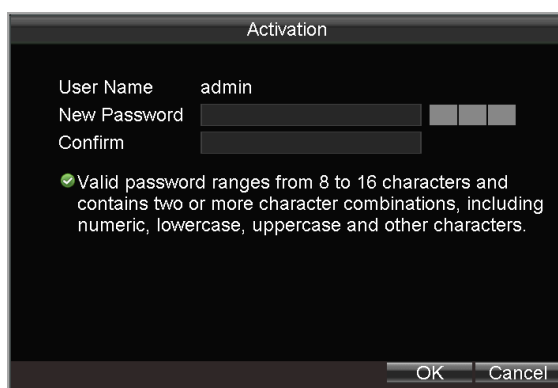 Activation
User Name admin
New Password
Confirm
Valid password ranges from 8 to 16 characters and
contains two or more character combinations, including
numeric, lowercase, uppercase and other characters.
OK Cancel